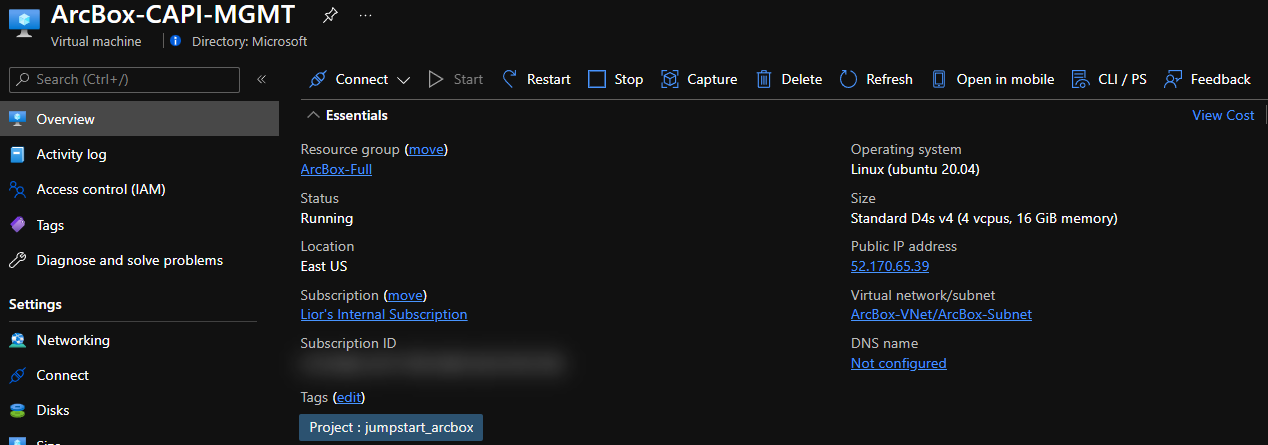 ArcBox-CAPI-MGMT
Virtual machine
Directory: Microsoft
Search (Ctrl+/)
Connect
Start
Restart
Stop
Capture
Delete
Refresh
Open in mobile
CLI / PS
Feedback
Overview
Activity log
Access control (IAM)
Tags
Diagnose and solve problems
Settings
Networking
Connect
Disks
Size
Essentials
View Cost
Resource group (move)
ArcBox-Full
Status
Running
Location
East US
Subscription (move)
Lior's Internal Subscription
Subscription ID
Tags (edit)
Project : jumpstart_arcbox
Operating system
Linux (ubuntu 20.04)
Size
Standard D4s v4 (4 vcpus, 16 GiB memory)
Public IP address
52.170.65.39
Virtual network/subnet
ArcBox-VNet/ArcBox-Subnet
DNS name
Not configured